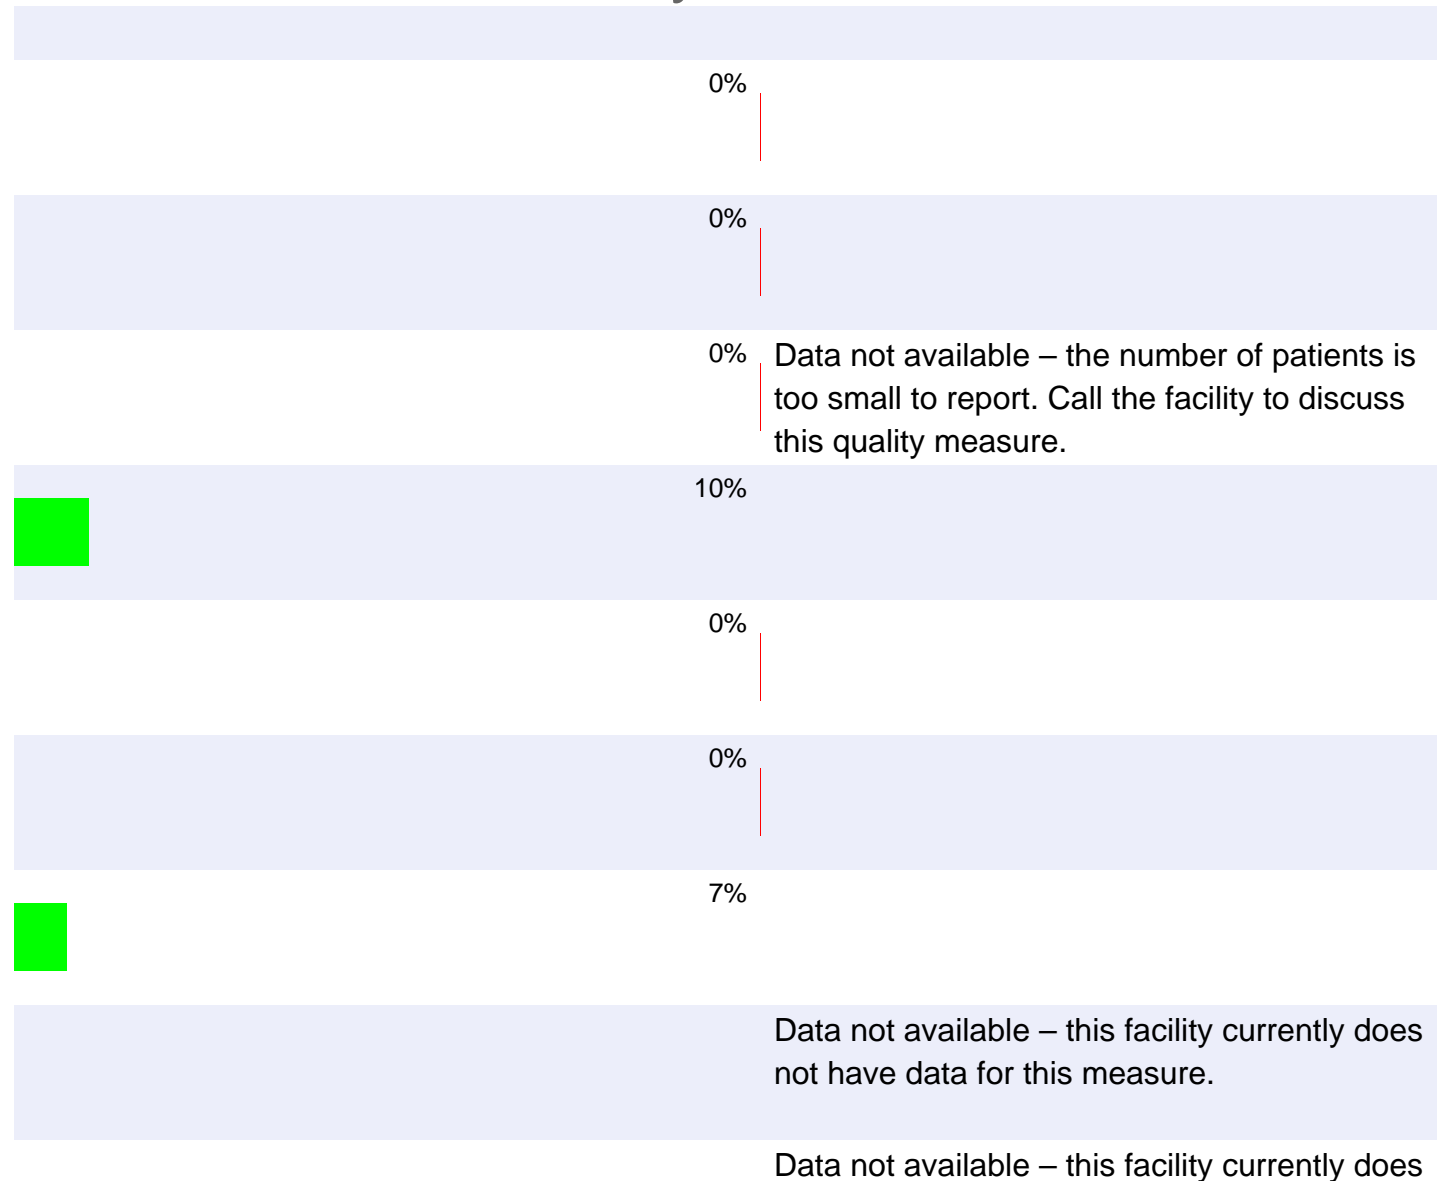 0%
0%
0%
Data not available – the number of patients is
too small to report. Call the facility to discuss
this quality measure.
10%
0%
0%
7%
Data not available – this facility currently does
not have data for this measure.
Data not available – this facility currently does